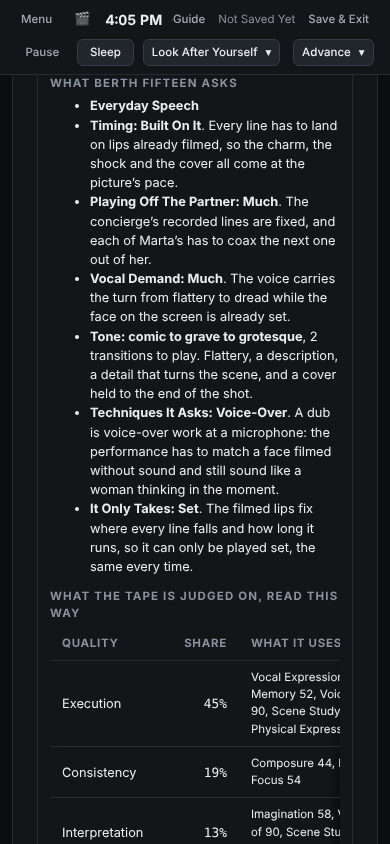 Menu 🎬 4:05 PM Guide Not Saved Yet Save & Exit
Pause Sleep Look After Yourself ▾ Advance ▾
WHAT BERTH FIFTEEN ASKS
• Everyday Speech
• Timing: Built On It. Every line has to land
on lips already filmed, so the charm, the
shock and the cover all come at the
picture’s pace.
• Playing Off The Partner: Much. The
concierge’s recorded lines are fixed, and
each of Marta’s has to coax the next one
out of her.
• Vocal Demand: Much. The voice carries
the turn from flattery to dread while the
face on the screen is already set.
• Tone: comic to grave to grotesque, 2
transitions to play. Flattery, a description,
a detail that turns the scene, and a cover
held to the end of the shot.
• Techniques It Asks: Voice-Over. A dub
is voice-over work at a microphone: the
performance has to match a face filmed
without sound and still sound like a
woman thinking in the moment.
• It Only Takes: Set. The filmed lips fix
where every line falls and how long it
runs, so it can only be played set, the
same every time.
WHAT THE TAPE IS JUDGED ON, READ THIS
WAY
QUALITY SHARE WHAT IT USES
Execution 45% Vocal Expression
Memory 52,
90, Scene Study
Physical
Consistency 19% Composure 44,
Focus 54
Interpretation 13% Imagination 58,
of 90, Scene